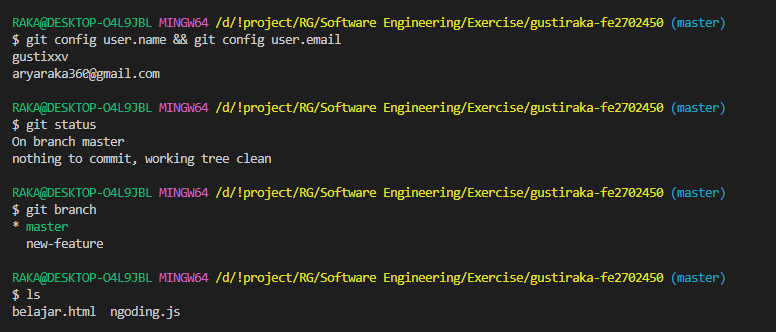 RAKA@DESKTOP-O4L9JBL MINGW64 /d/!project/RG/Software Engineering/Exercise/gustiraka-fe2702450 (master)
$ git config user.name && git config user.email
gustixxv
aryaraka360@gmail.com
RAKA@DESKTOP-O4L9JBL MINGW64 /d/!project/RG/Software Engineering/Exercise/gustiraka-fe2702450 (master)
$ git status
On branch master
nothing to commit, working tree clean
RAKA@DESKTOP-O4L9JBL MINGW64 /d/!project/RG/Software Engineering/Exercise/gustiraka-fe2702450 (master)
$ git branch
* master
  new-feature
RAKA@DESKTOP-O4L9JBL MINGW64 /d/!project/RG/Software Engineering/Exercise/gustiraka-fe2702450 (master)
$ ls
belajar.html  ngoding.js